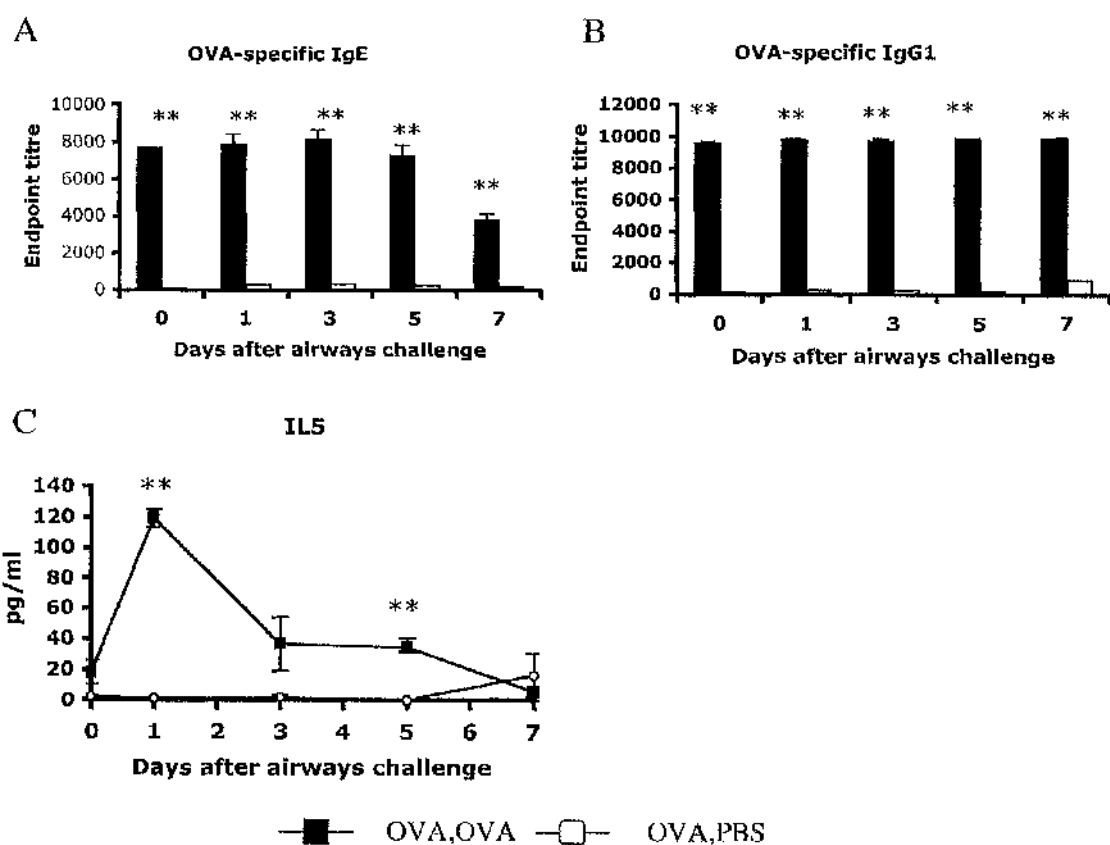 A
OVA-specific IgE
Endpoint titre
10000
8000
6000
4000
2000
0
** ** ** ** **
0 1 3 5 7
Days after airways challenge
B
OVA-specific IgG1
Endpoint titre
12000
10000
8000
6000
4000
2000
0
** ** ** ** **
0 1 3 5 7
Days after airways challenge
C
IL5
pg/ml
140
120
100
80
60
40
20
0
**
**
0 1 2 3 4 5 6 7
Days after airways challenge
OVA,OVA OVA,PBS